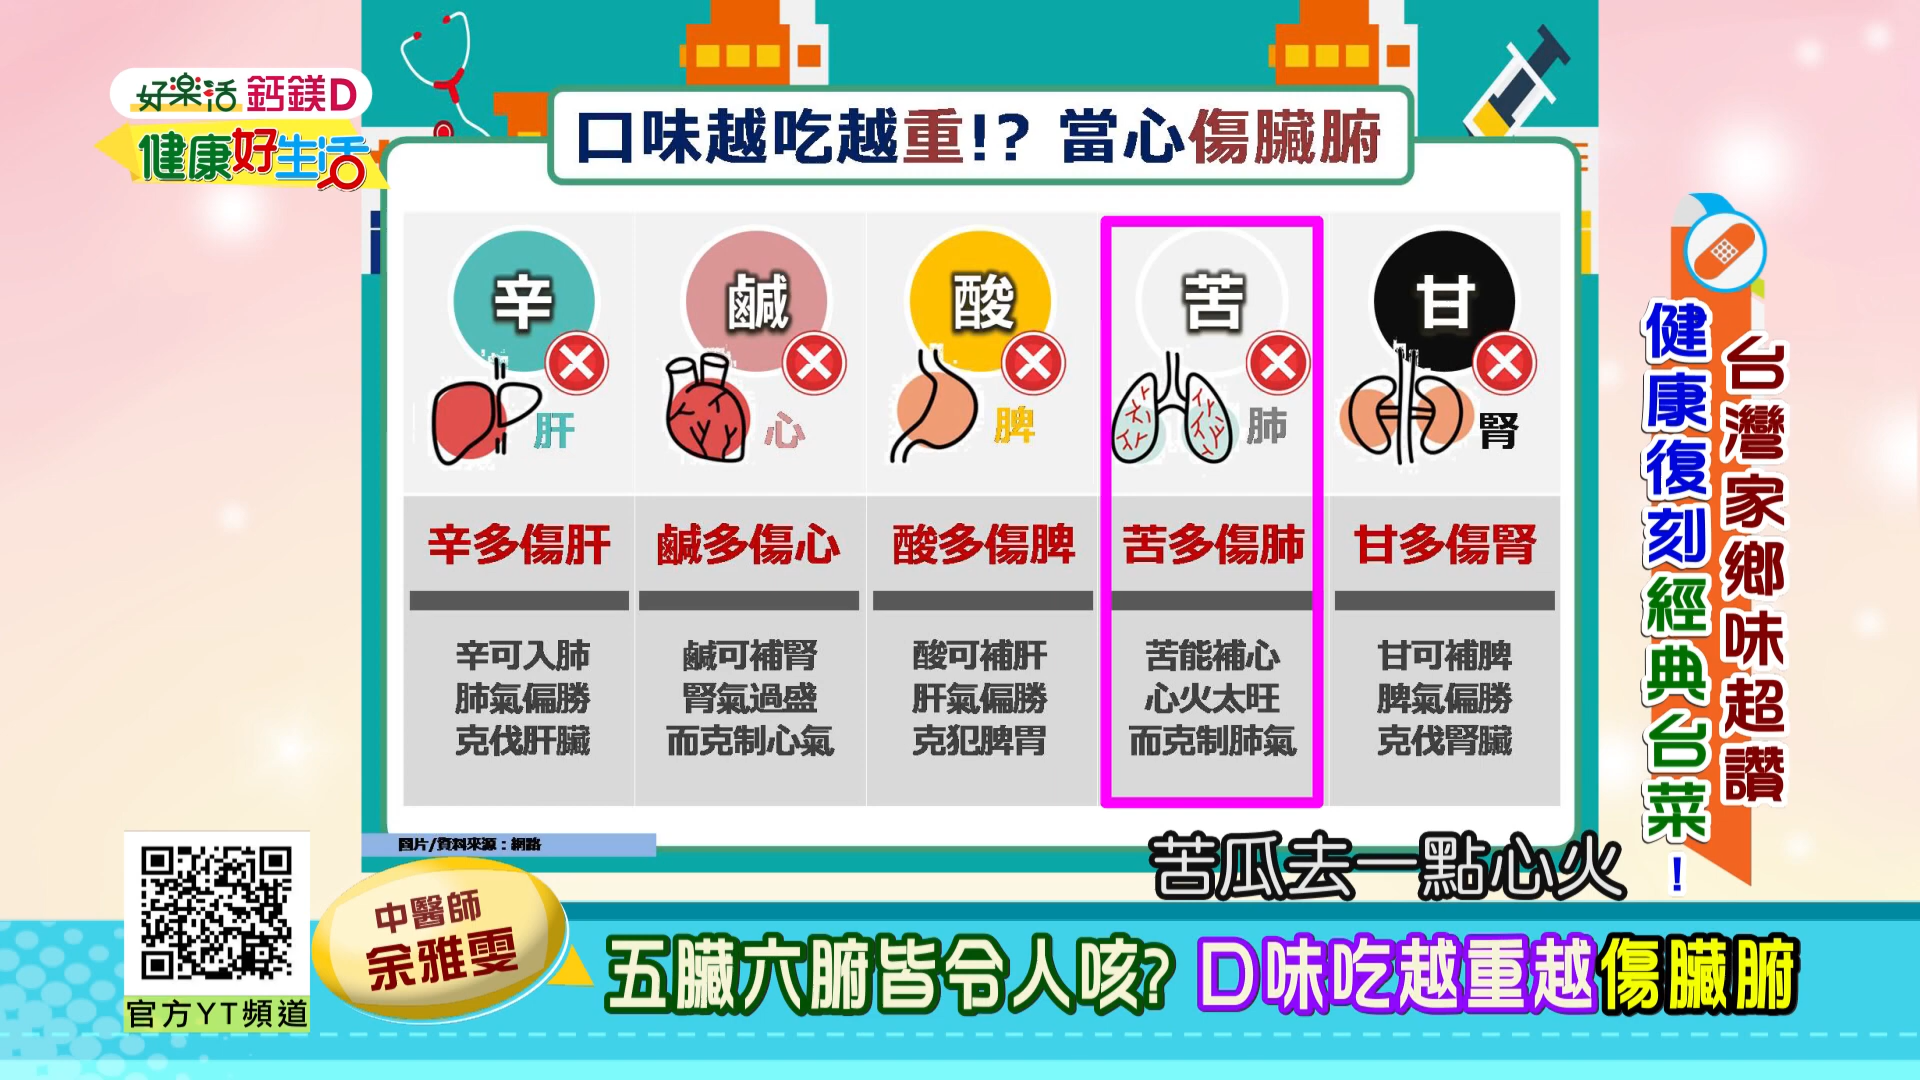 好楽活 鈣鎂D
健康好生活
口味越吃越重!? 當心傷臟腑
辛
肝
辛多傷肝
辛可入肺
肺氣偏勝
克伐肝臟
鹹
心
鹹多傷心
鹹可補腎
腎氣過盛
而克制心氣
酸
脾
酸多傷脾
酸可補肝
肝氣偏勝
克犯脾胃
苦
肺
苦多傷肺
苦能補心
心火太旺
而克制肺氣
甘
腎
甘多傷腎
甘可補脾
脾氣偏勝
克伐腎臟
圖片/資料來源：網路
台灣家鄉味超讚
健康復刻經典台菜！
苦瓜去一點心火
中醫師
余雅雯
五臟六腑皆令人咳? 口味吃越重越傷臟腑
官方YT頻道